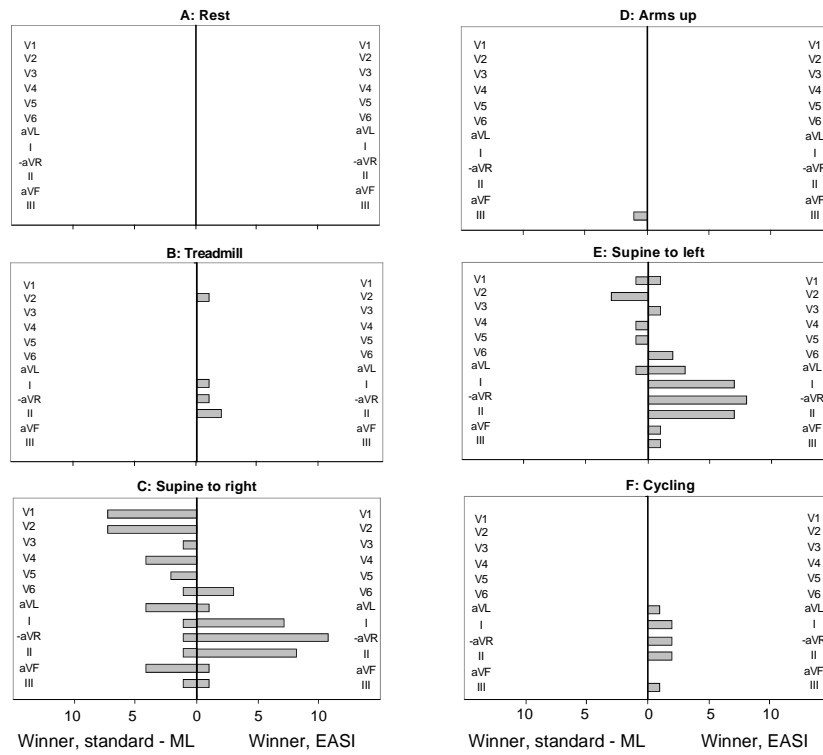 A: Rest
V1 V1
V2 V2
V3 V3
V4 V4
V5 V5
V6 V6
aVL aVL
I I
-aVR -aVR
II II
aVF aVF
III III
B: Treadmill
V1 V1
V2 V2
V3 V3
V4 V4
V5 V5
V6 V6
aVL aVL
I I
-aVR -aVR
II II
aVF aVF
III III
C: Supine to right
V1 V1
V2 V2
V3 V3
V4 V4
V5 V5
V6 V6
aVL aVL
I I
-aVR -aVR
II II
aVF aVF
III III
10 5 0 5 10
Winner, standard - ML Winner, EASI
D: Arms up
V1 V1
V2 V2
V3 V3
V4 V4
V5 V5
V6 V6
aVL aVL
I I
-aVR -aVR
II II
aVF aVF
III III
E: Supine to left
V1 V1
V2 V2
V3 V3
V4 V4
V5 V5
V6 V6
aVL aVL
I I
-aVR -aVR
II II
aVF aVF
III III
F: Cycling
V1 V1
V2 V2
V3 V3
V4 V4
V5 V5
V6 V6
aVL aVL
I I
-aVR -aVR
II II
aVF aVF
III III
10 5 0 5 10
Winner, standard - ML Winner, EASI